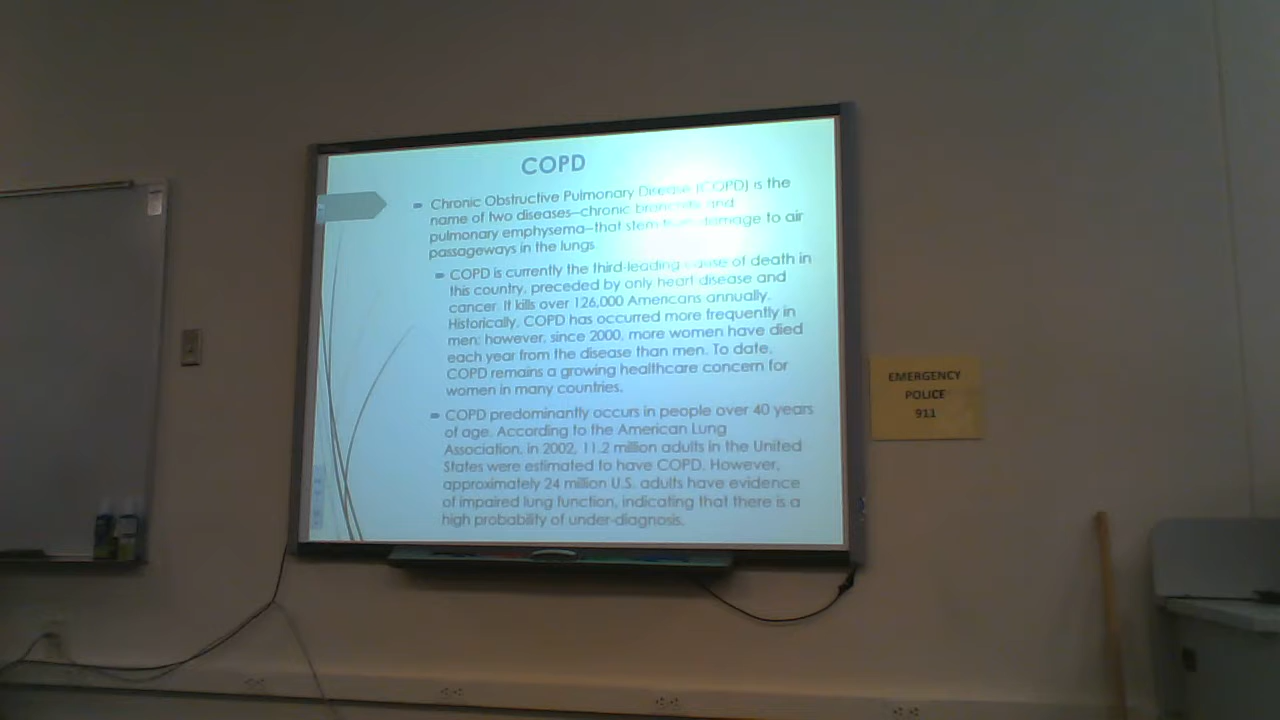 COPD
Chronic Obstructive Pulmonary Disease (COPD) is the
name of two diseases–chronic bronchitis and
pulmonary emphysema–that stem from damage to air
passageways in the lungs
COPD is currently the third-leading cause of death in
this country, preceded by only heart disease and
cancer. It kills over 126,000 Americans annually.
Historically, COPD has occurred more frequently in
men; however, since 2000, more women have died
each year from the disease than men. To date,
COPD remains a growing healthcare concern for
women in many countries.
COPD predominantly occurs in people over 40 years
of age. According to the American Lung
Association, in 2002, 11.2 million adults in the United
States were estimated to have COPD. However,
approximately 24 million U.S. adults have evidence
of impaired lung function, indicating that there is a
high probability of under-diagnosis.
EMERGENCY
POLICE
911